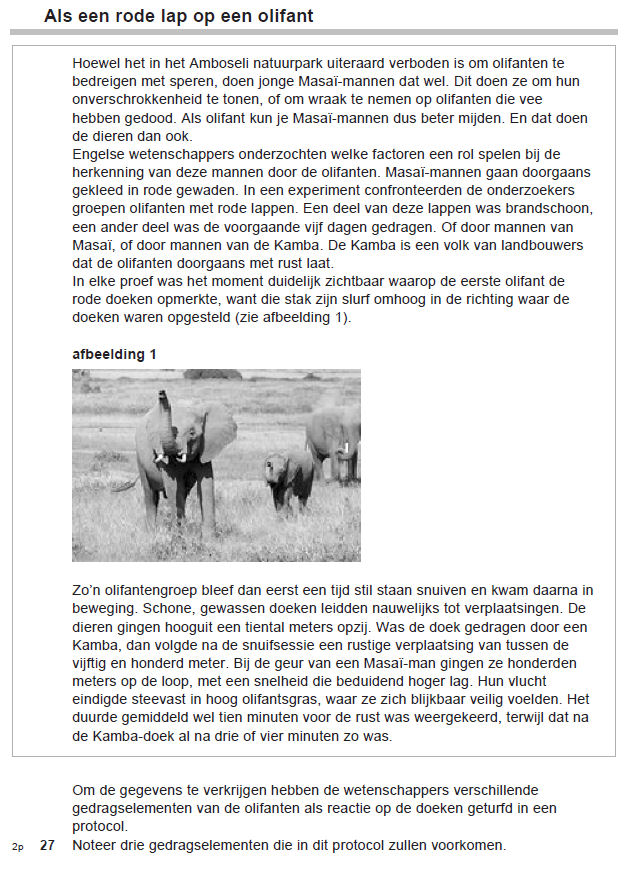 Als een rode lap op een olifant
Hoewel het in het Amboseli natuurpark uiteraard verboden is om olifanten te
bedreigen met speren, doen jonge Masaï-mannen dat wel. Dit doen ze om hun
onverschrokkenheid te tonen, of om wraak te nemen op olifanten die vee
hebben gedood. Als olifant kun je Masaï-mannen dus beter mijden. En dat doen
de dieren dan ook.
Engelse wetenschappers onderzochten welke factoren een rol spelen bij de
herkenning van deze mannen door de olifanten. Masaï-mannen gaan doorgaans
gekleed in rode gewaden. In een experiment confronteerden de onderzoekers
groepen olifanten met rode lappen. Een deel van deze lappen was brandschoon,
een ander deel was de voorgaande vijf dagen gedragen. Of door mannen van
Masaï, of door mannen van de Kamba. De Kamba is een volk van landbouwers
dat de olifanten doorgaans met rust laat.
In elke proef was het moment duidelijk zichtbaar waarop de eerste olifant de
rode doeken opmerkte, want die stak zijn slurf omhoog in de richting waar de
doeken waren opgesteld (zie afbeelding 1).
afbeelding 1
Zo'n olifantengroep bleef dan eerst een tijd stil staan snuiven en kwam daarna in
beweging. Schone, gewassen doeken leidden nauwelijks tot verplaatsingen. De
dieren gingen hooguit een tiental meters opzij. Was de doek gedragen door een
Kamba, dan volgde na de snuifsessie een rustige verplaatsing van tussen de
vijftig en honderd meter. Bij de geur van een Masaï-man gingen ze honderden
meters op de loop, met een snelheid die beduidend hoger lag. Hun vlucht
eindigde steevast in hoog olifantsgras, waar ze zich blijkbaar veilig voelden. Het
duurde gemiddeld wel tien minuten voor de rust was weergekeerd, terwijl dat na
de Kamba-doek al na drie of vier minuten zo was.
Om de gegevens te verkrijgen hebben de wetenschappers verschillende
gedragselementen van de olifanten als reactie op de doeken geturfd in een
protocol.
2p 27 Noteer drie gedragselementen die in dit protocol zullen voorkomen.